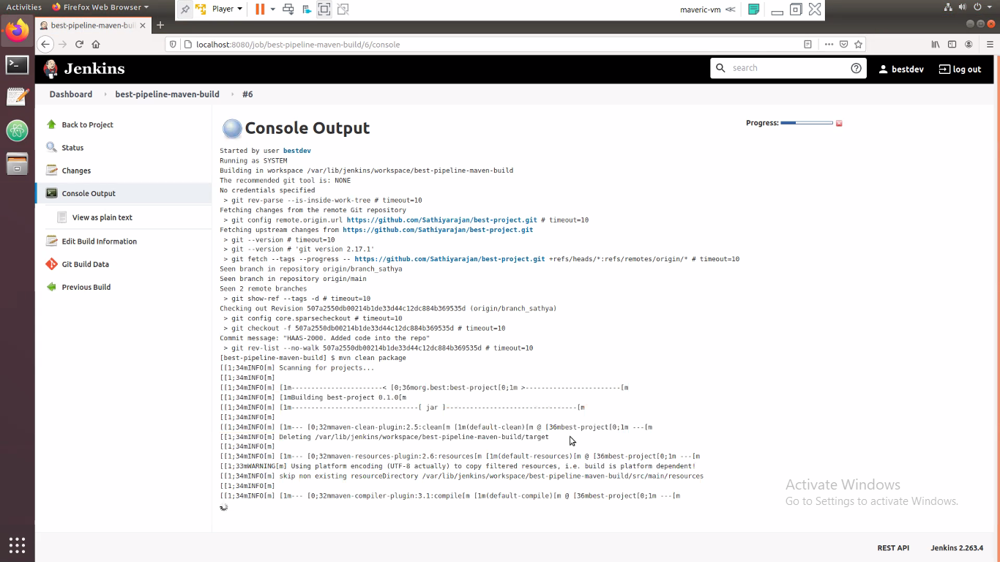 Activities Firefox Web Browser Player maveric-vm
best-pipeline-maven-buil
localhost:8080/job/best-pipeline-maven-build/6/console
Jenkins search bestdev log out
Dashboard best-pipeline-maven-build #6
Back to Project
Status
Changes
Console Output
View as plain text
Edit Build Information
Git Build Data
Previous Build
Console Output
Progress:
Started by user bestdev
Running as SYSTEM
Building in workspace /var/lib/jenkins/workspace/best-pipeline-maven-build
The recommended git tool is: NONE
No credentials specified
> git rev-parse --is-inside-work-tree # timeout=10
Fetching changes from the remote Git repository
> git config remote.origin.url https://github.com/Sathiyarajan/best-project.git # timeout=10
Fetching upstream changes from https://github.com/Sathiyarajan/best-project.git
> git --version # timeout=10
> git --version # 'git version 2.17.1'
> git fetch --tags --progress -- https://github.com/Sathiyarajan/best-project.git +refs/heads/*:refs/remotes/origin/* # timeout=10
Seen branch in repository origin/branch_sathya
Seen branch in repository origin/main
Seen 2 remote branches
> git show-ref --tags -d # timeout=10
Checking out Revision 507a2550db00214b1de33d44c12dc884b369535d (origin/branch_sathya)
> git config core.sparsecheckout # timeout=10
> git checkout -f 507a2550db00214b1de33d44c12dc884b369535d # timeout=10
Commit message: "HAAS-2000. Added code into the repo"
> git rev-list --no-walk 507a2550db00214b1de33d44c12dc884b369535d # timeout=10
[best-pipeline-maven-build] $ mvn clean package
[[1;34mINFO[m] Scanning for projects...
[[1;34mINFO[m]
[[1;34mINFO[m] [1m-----------------------< [0;36morg.best:best-project[0;1m >------------------------[m
[[1;34mINFO[m] [1mBuilding best-project 0.1.0[m
[[1;34mINFO[m] [1m--------------------------------[ jar ]---------------------------------[m
[[1;34mINFO[m]
[[1;34mINFO[m] [1m--- [0;32mmaven-clean-plugin:2.5:clean[m [1m(default-clean)[m @ [36mbest-project[0;1m ---[m
[[1;34mINFO[m] Deleting /var/lib/jenkins/workspace/best-pipeline-maven-build/target
[[1;34mINFO[m]
[[1;34mINFO[m] [1m--- [0;32mmaven-resources-plugin:2.6:resources[m [1m(default-resources)[m @ [36mbest-project[0;1m ---[m
[[1;33mWARNING[m] Using platform encoding (UTF-8 actually) to copy filtered resources, i.e. build is platform dependent!
[[1;34mINFO[m] skip non existing resourceDirectory /var/lib/jenkins/workspace/best-pipeline-maven-build/src/main/resources
[[1;34mINFO[m]
[[1;34mINFO[m] [1m--- [0;32mmaven-compiler-plugin:3.1:compile[m [1m(default-compile)[m @ [36mbest-project[0;1m ---[m
Activate Windows
Go to Settings to activate Windows.
REST API Jenkins 2.263.4